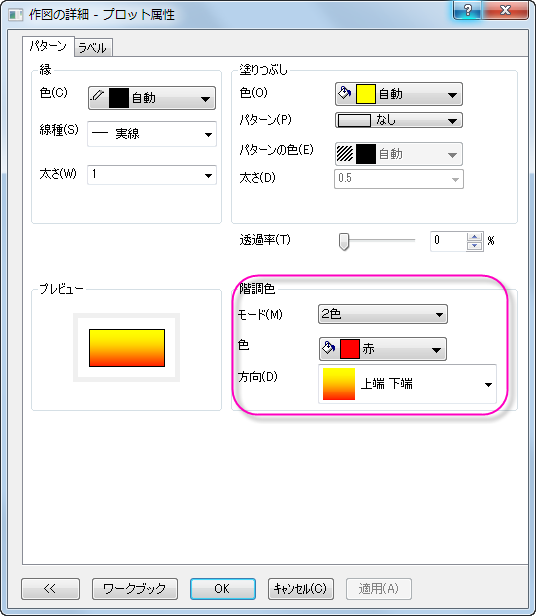 作図の詳細 - プロット属性
?
パターン ラベル
縁
色(C) 自動
線種(S) 実線
太さ(W) 1
塗りつぶし
色(O) 自動
パターン(P) なし
パターンの色(E) 自動
太さ(D) 0.5
透過率(T) 0 %
プレビュー
階調色
モード(M) 2色
色 赤
方向(D) 上端 下端
<< ワークブック OK キャンセル(C) 適用(A)